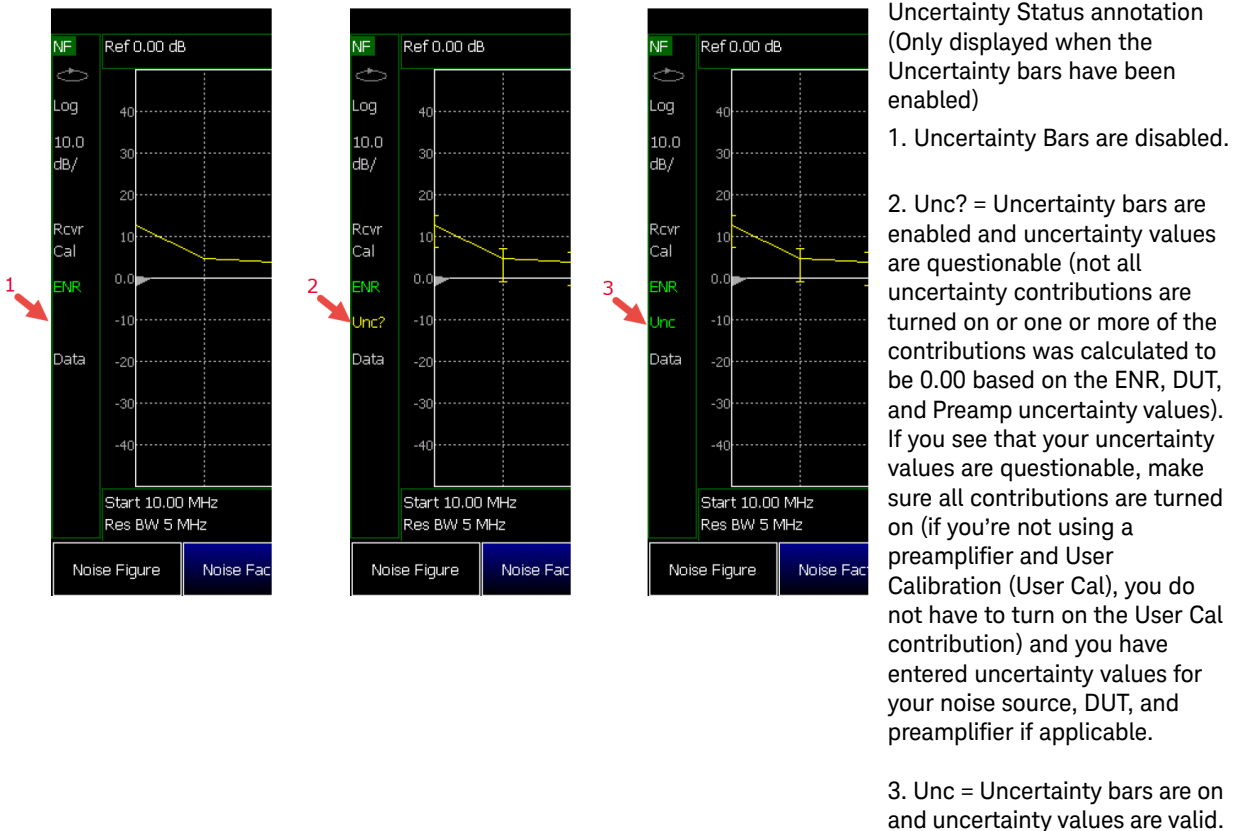 1
NF
Ref 0.00 dB
Log
10.0
dB/
Rcvr
Cal
ENR
Data
40
30
20
10
0.0
-10
-20
-30
-40
Start 10.00 MHz
Res BW 5 MHz
Noise Figure
Noise Fac
2
NF
Ref 0.00 dB
Log
10.0
dB/
Rcvr
Cal
ENR
Unc?
Data
40
30
20
10
0.0
-10
-20
-30
-40
Start 10.00 MHz
Res BW 5 MHz
Noise Figure
Noise Fac
3
NF
Ref 0.00 dB
Log
10.0
dB/
Rcvr
Cal
ENR
Unc
Data
40
30
20
10
0.0
-10
-20
-30
-40
Start 10.00 MHz
Res BW 5 MHz
Noise Figure
Noise Fac
Uncertainty Status annotation
(Only displayed when the
Uncertainty bars have been
enabled)
1. Uncertainty Bars are disabled.
2. Unc? = Uncertainty bars are
enabled and uncertainty values
are questionable (not all
uncertainty contributions are
turned on or one or more of the
contributions was calculated to
be 0.00 based on the ENR, DUT,
and Preamp uncertainty values).
If you see that your uncertainty
values are questionable, make
sure all contributions are turned
on (if you’re not using a
preamplifier and User
Calibration (User Cal), you do
not have to turn on the User Cal
contribution) and you have
entered uncertainty values for
your noise source, DUT, and
preamplifier if applicable.
3. Unc = Uncertainty bars are on
and uncertainty values are valid.